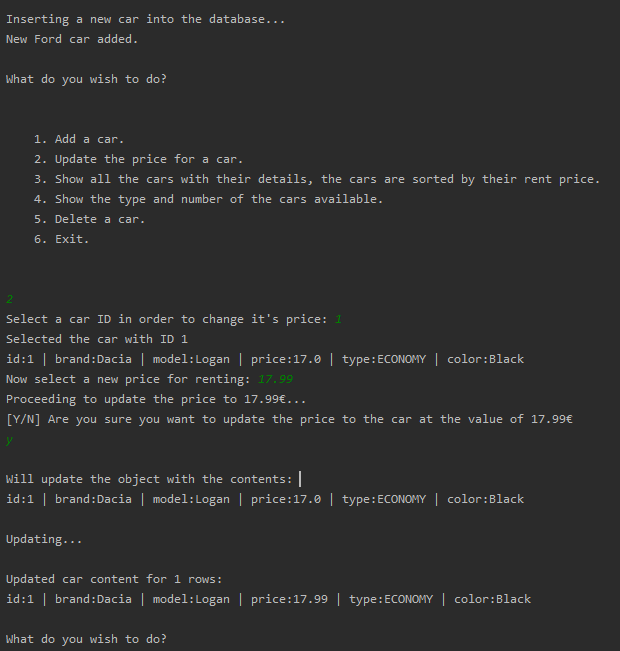 Inserting a new car into the database...
New Ford car added.
What do you wish to do?
1. Add a car.
2. Update the price for a car.
3. Show all the cars with their details, the cars are sorted by their rent price.
4. Show the type and number of the cars available.
5. Delete a car.
6. Exit.
2
Select a car ID in order to change it's price: 1
Selected the car with ID 1
id:1 | brand:Dacia | model:Logan | price:17.0 | type:ECONOMY | color:Black
Now select a new price for renting: 17.99
Proceeding to update the price to 17.99€...
[Y/N] Are you sure you want to update the price to the car at the value of 17.99€
y
Will update the object with the contents:
id:1 | brand:Dacia | model:Logan | price:17.0 | type:ECONOMY | color:Black
Updating...
Updated car content for 1 rows:
id:1 | brand:Dacia | model:Logan | price:17.99 | type:ECONOMY | color:Black
What do you wish to do?